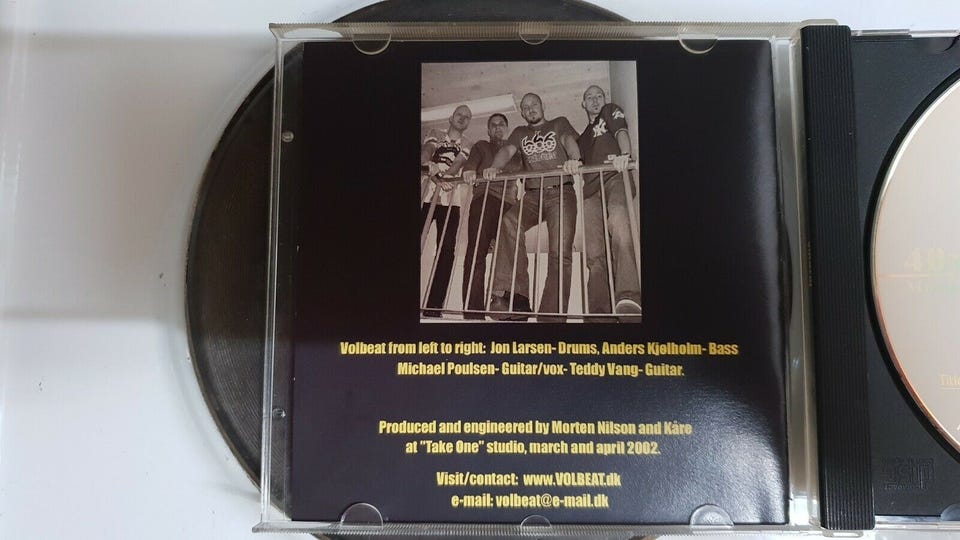 666
NY
Volbeat from left to right: Jon Larsen- Drums, Anders Kjølholm- Bass
Michael Poulsen- Guitar/vox- Teddy Vang- Guitar.
Produced and engineered by Morten Nilson and Kåre
at "Take One" studio, march and april 2002.
Visit/contact: www.VOLBEAT.dk
e-mail: volbeat@e-mail.dk